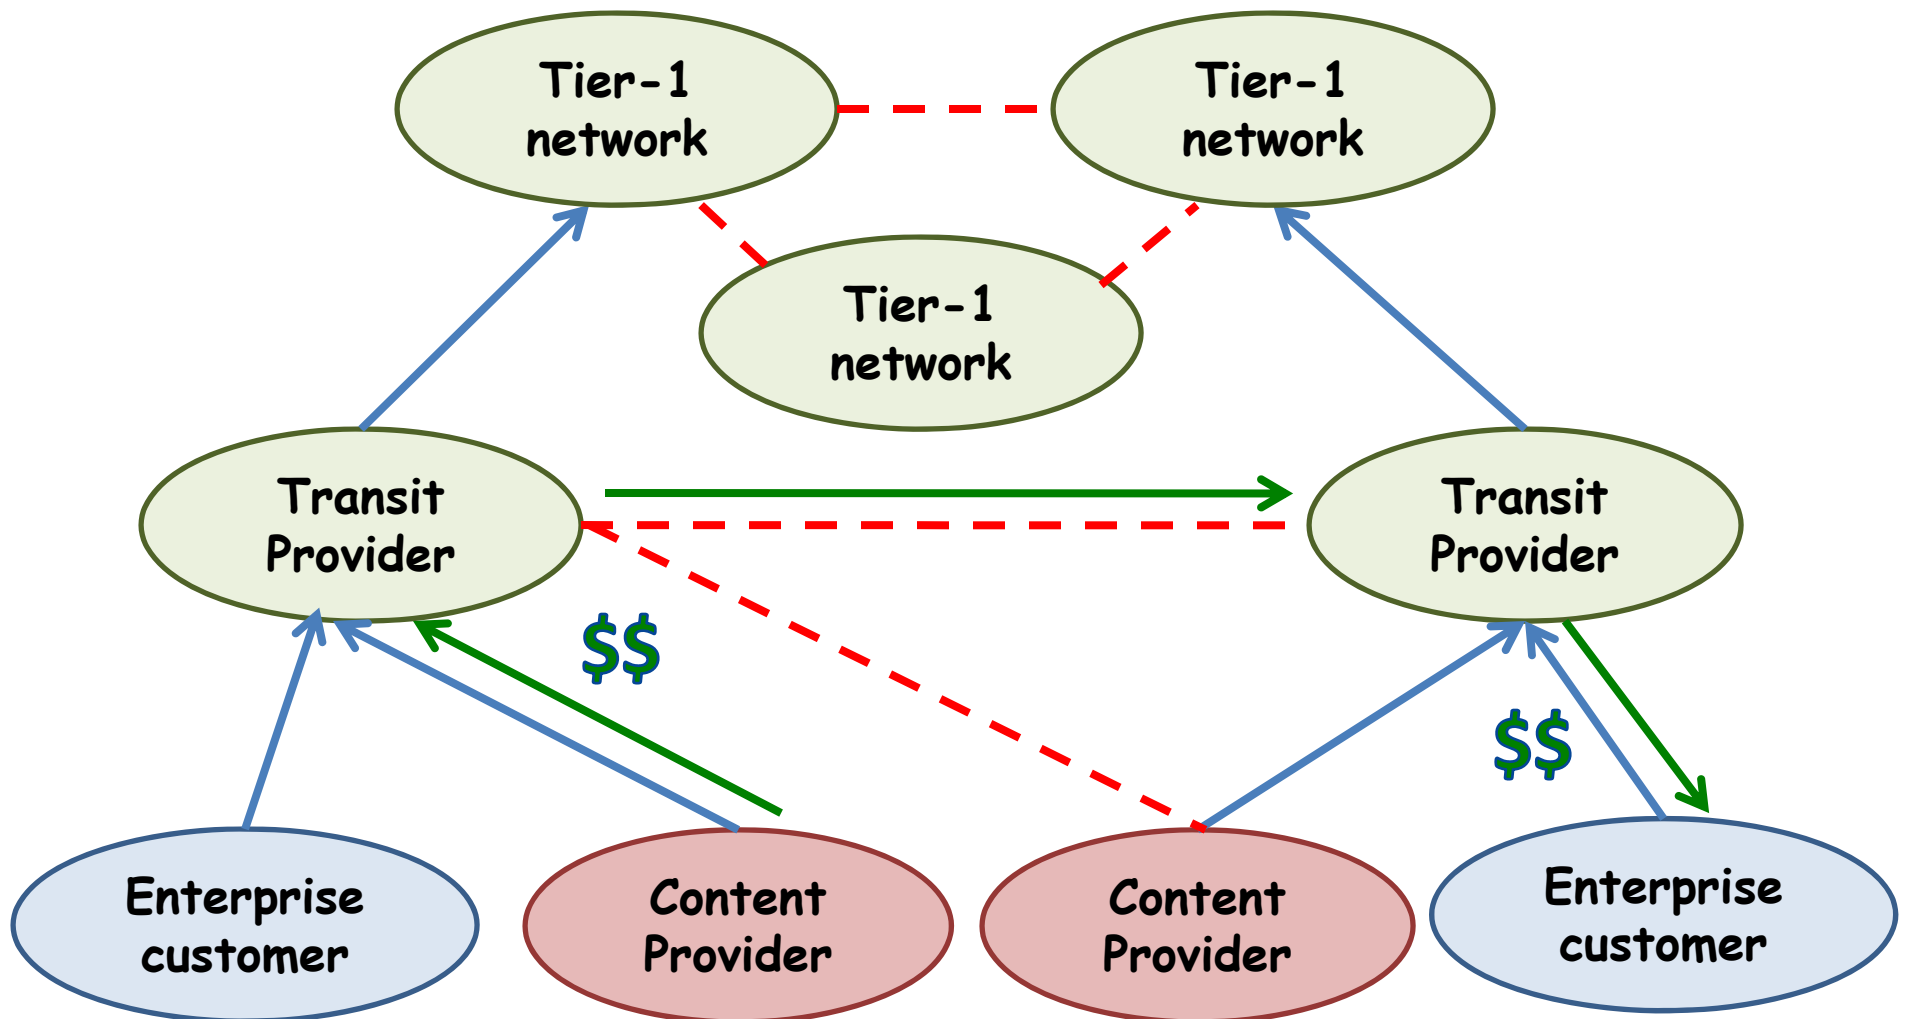 Tier-1
network
Tier-1
network
Tier-1
network
Transit
Provider
Transit
Provider
$$
$$
Enterprise
customer
Content
Provider
Content
Provider
Enterprise
customer